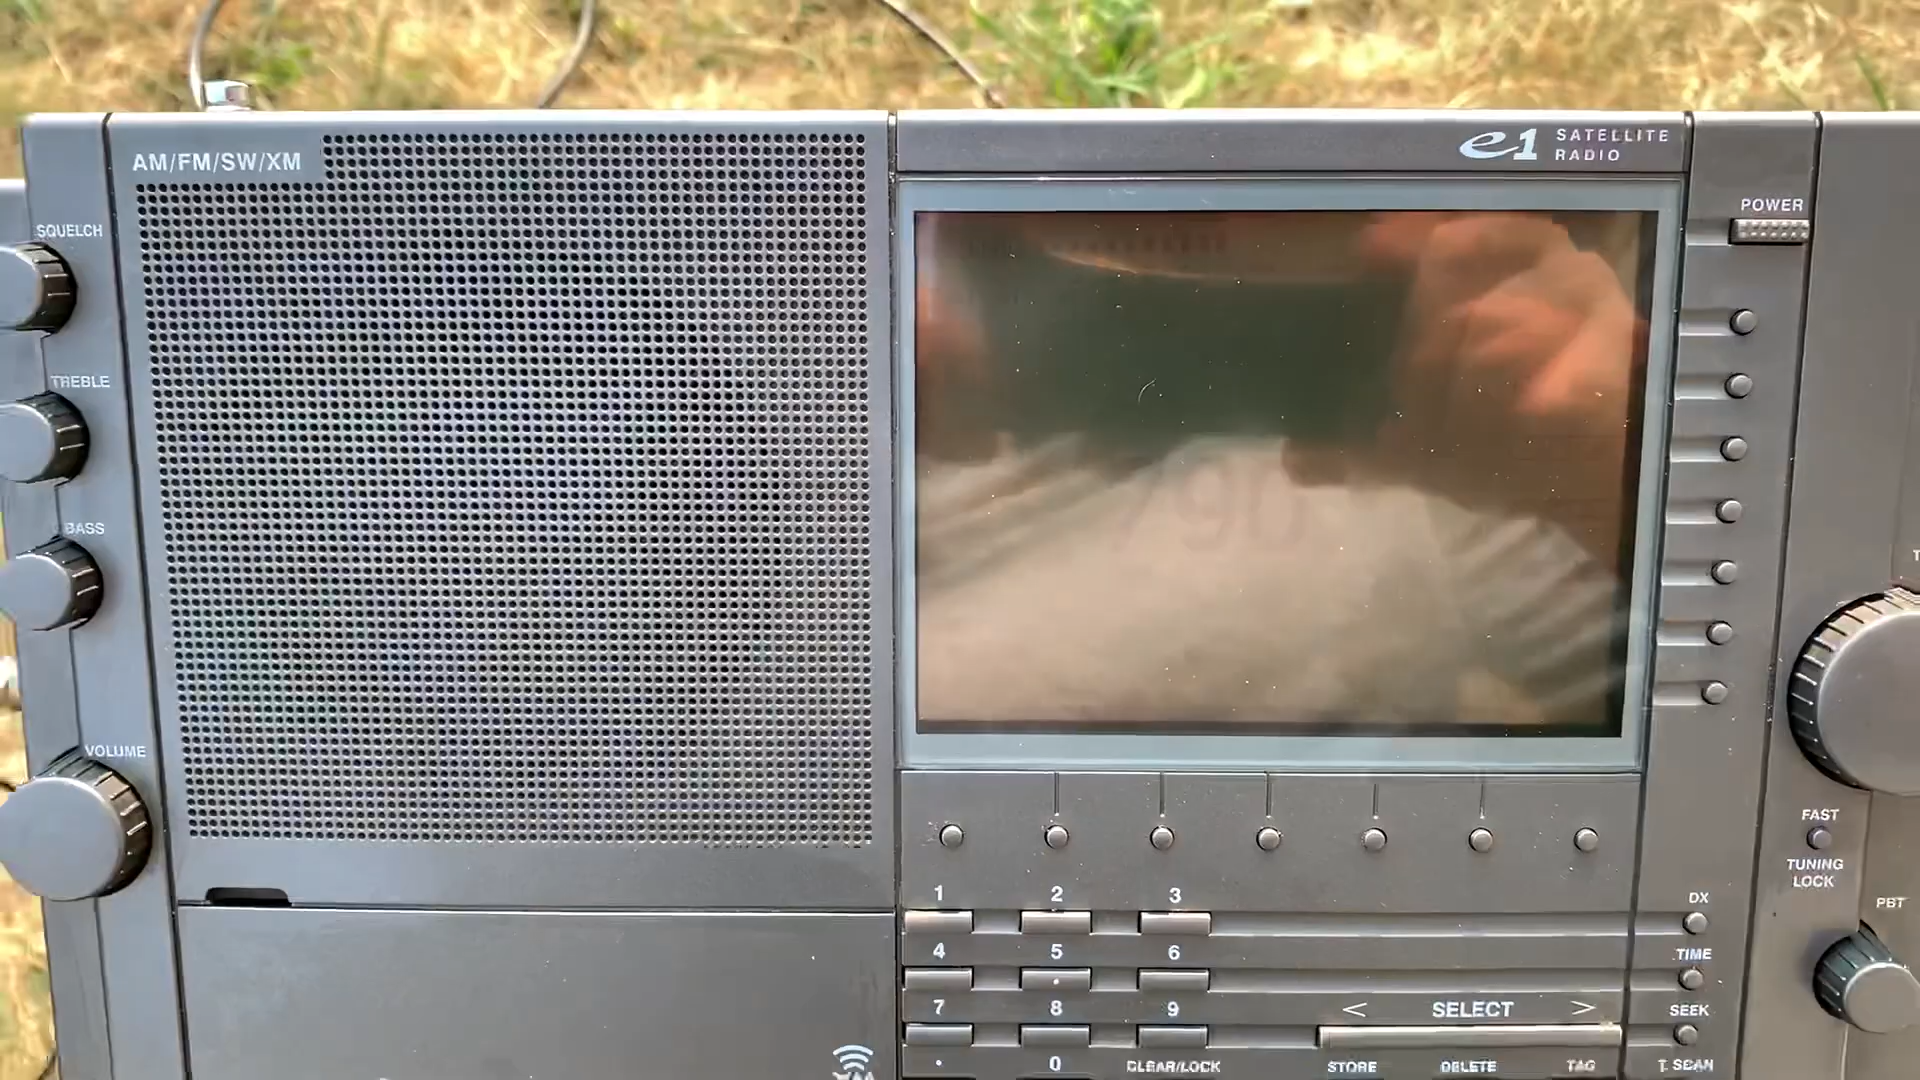 AM/FM/SW/XM
e1 SATELLITE
RADIO
POWER
SQUELCH
TREBLE
BASS
VOLUME
790
FAST
TUNING
LOCK
PBT
1 2 3
DX
4 5 6
TIME
7 8 9
< SELECT >
SEEK
. 0 CLEAR/LOCK
STORE DELETE TAG
T. SCAN